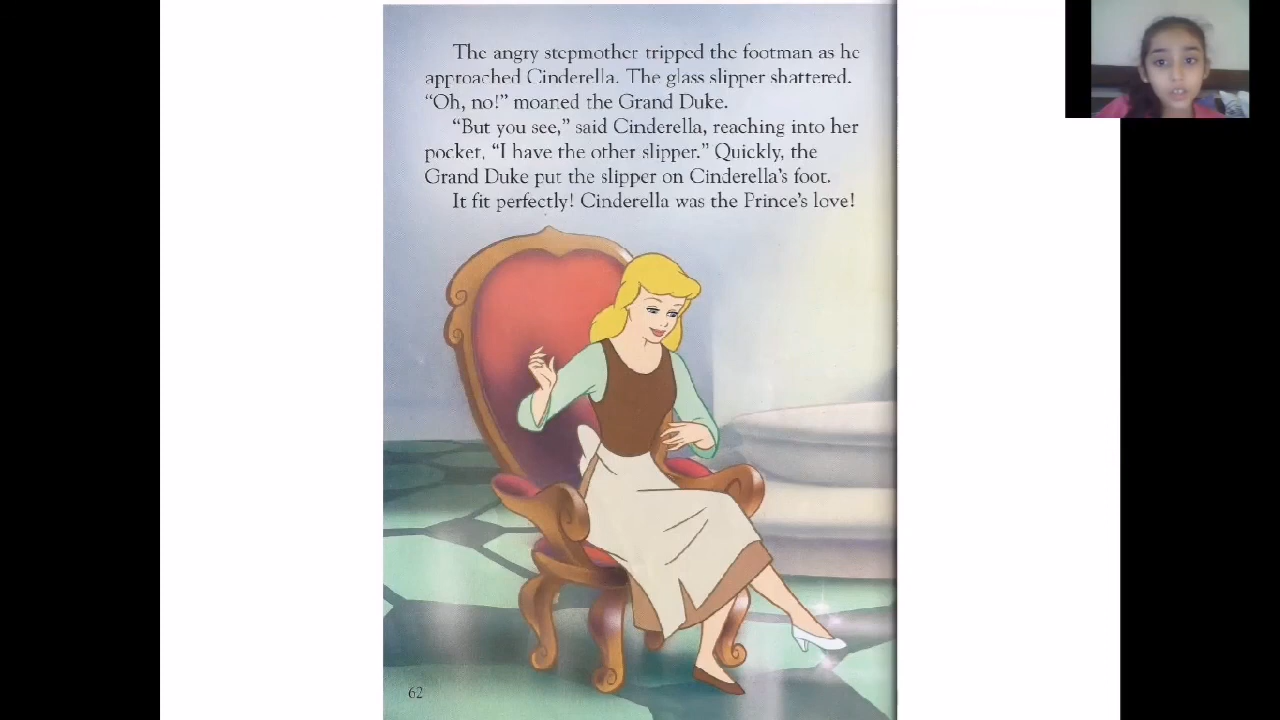 The angry stepmother tripped the footman as he
approached Cinderella. The glass slipper shattered.
“Oh, no!” moaned the Grand Duke.
“But you see,” said Cinderella, reaching into her
pocket, “I have the other slipper.” Quickly, the
Grand Duke put the slipper on Cinderella’s foot.
It fit perfectly! Cinderella was the Prince’s love!
62